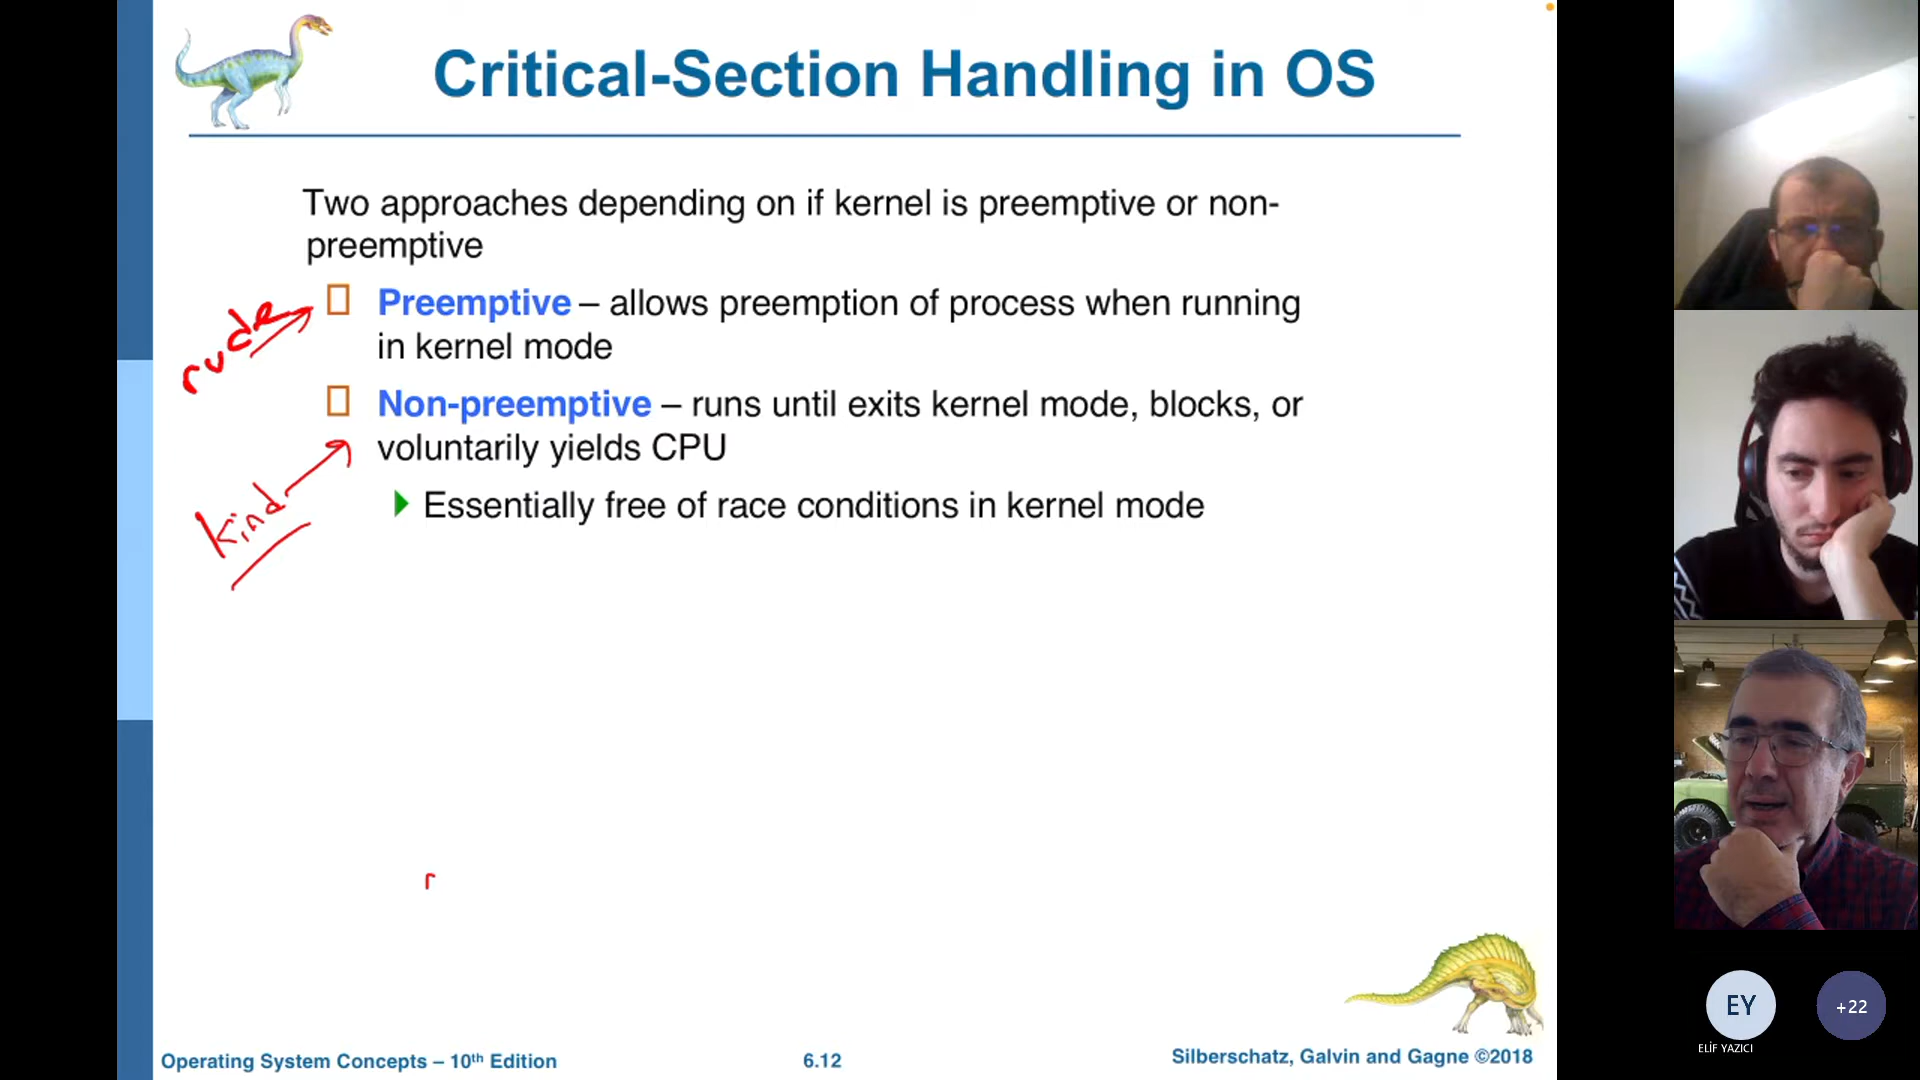 Critical-Section Handling in OS
Two approaches depending on if kernel is preemptive or non-
preemptive
rude
Preemptive – allows preemption of process when running
in kernel mode
Non-preemptive – runs until exits kernel mode, blocks, or
voluntarily yields CPU
kind
Essentially free of race conditions in kernel mode
r
Operating System Concepts – 10th Edition
6.12
Silberschatz, Galvin and Gagne ©2018
EY
+22
ELİF YAZICI